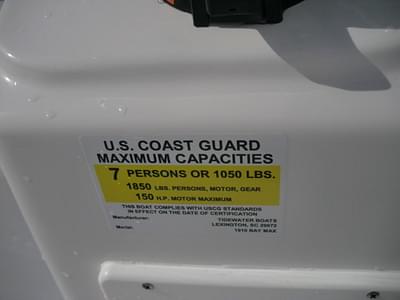 U.S. COAST GUARD
MAXIMUM CAPACITIES
7 PERSONS OR 1050 LBS.
1850 LBS. PERSONS, MOTOR, GEAR
150 H.P. MOTOR MAXIMUM
THIS BOAT COMPLIES WITH USCG STANDARDS
IN EFFECT ON THE DATE OF CERTIFICATION
Manufacturer: TIDEWATER BOATS
LEXINGTON, SC 29072
Model: 1910 BAY MAX